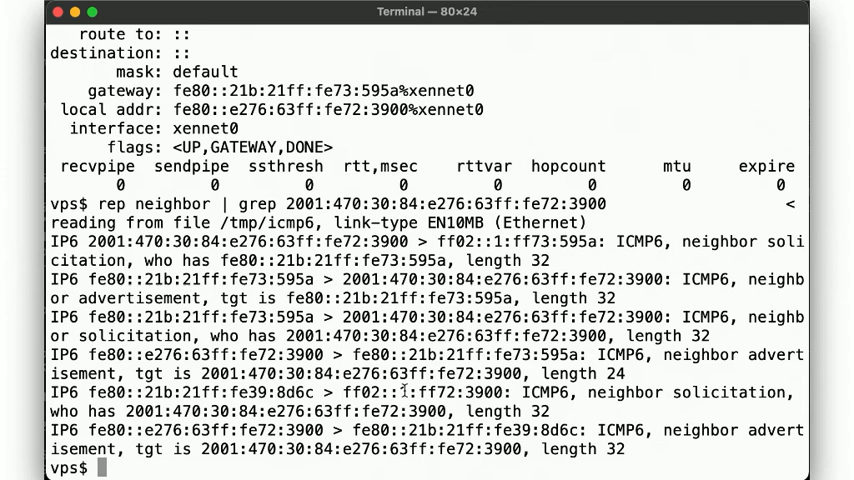 Terminal — 80×24
route to: ::
destination: ::
mask: default
gateway: fe80::21b:21ff:fe73:595a%xennet0
local addr: fe80::e276:63ff:fe72:3900%xennet0
interface: xennet0
flags: <UP,GATEWAY,DONE>
recvpipe  sendpipe  ssthresh  rtt,msec    rttvar  hopcount      mtu     expire
0         0         0         0         0         0         0         0
vps$ rep neighbor | grep 2001:470:30:84:e276:63ff:fe72:3900                   <
reading from file /tmp/icmp6, link-type EN10MB (Ethernet)
IP6 2001:470:30:84:e276:63ff:fe72:3900 > ff02::1:ff73:595a: ICMP6, neighbor soli
citation, who has fe80::21b:21ff:fe73:595a, length 32
IP6 fe80::21b:21ff:fe73:595a > 2001:470:30:84:e276:63ff:fe72:3900: ICMP6, neighb
or advertisement, tgt is fe80::21b:21ff:fe73:595a, length 32
IP6 fe80::21b:21ff:fe73:595a > 2001:470:30:84:e276:63ff:fe72:3900: ICMP6, neighb
or solicitation, who has 2001:470:30:84:e276:63ff:fe72:3900, length 32
IP6 fe80::e276:63ff:fe72:3900 > fe80::21b:21ff:fe73:595a: ICMP6, neighbor advert
isement, tgt is 2001:470:30:84:e276:63ff:fe72:3900, length 24
IP6 fe80::21b:21ff:fe39:8d6c > ff02::1:ff72:3900: ICMP6, neighbor solicitation,
who has 2001:470:30:84:e276:63ff:fe72:3900, length 32
IP6 fe80::e276:63ff:fe72:3900 > fe80::21b:21ff:fe39:8d6c: ICMP6, neighbor advert
isement, tgt is 2001:470:30:84:e276:63ff:fe72:3900, length 32
vps$